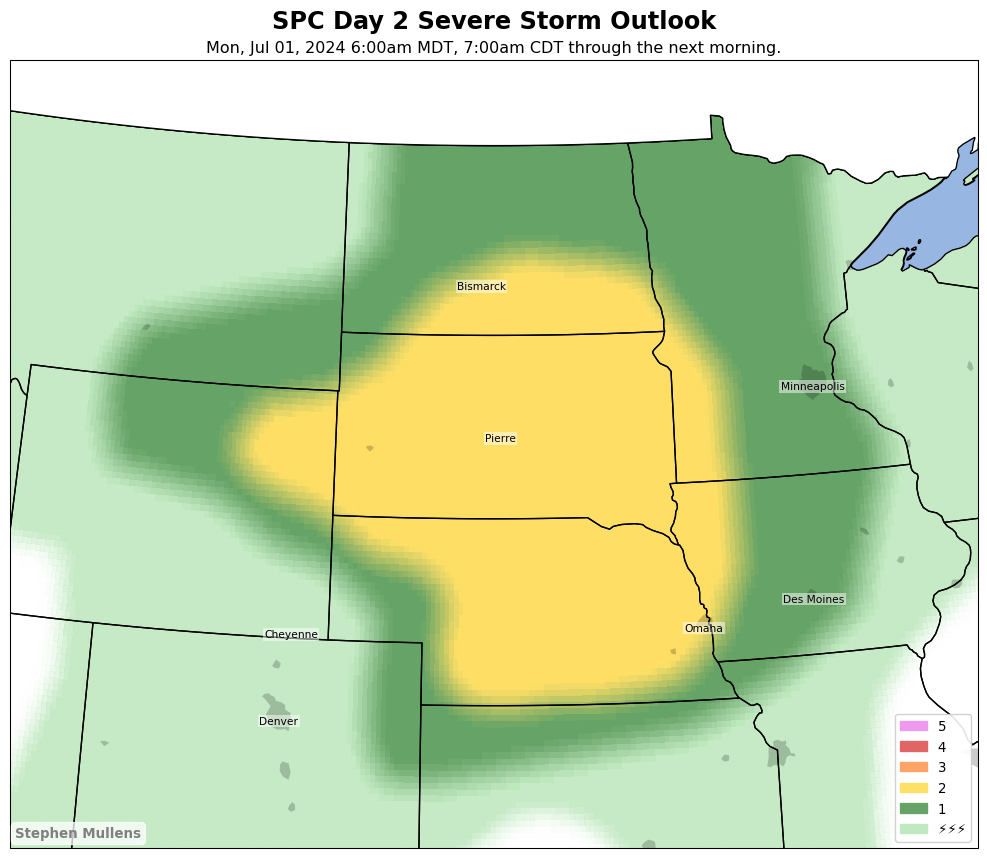 SPC Day 2 Severe Storm Outlook
Mon, Jul 01, 2024 6:00am MDT, 7:00am CDT through the next morning.
Bismarck
Minneapolis
Pierre
Des Moines
Omaha
Cheyenne
Denver
5
4
3
2
1
⚡⚡⚡
Stephen Mullens